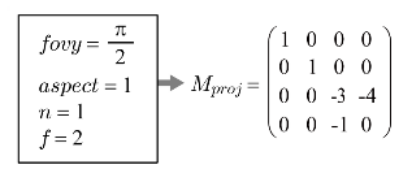 fovy = π/2
aspect = 1
n = 1
f = 2
M_proj =
1 0 0 0
0 1 0 0
0 0 -3 -4
0 0 -1 0